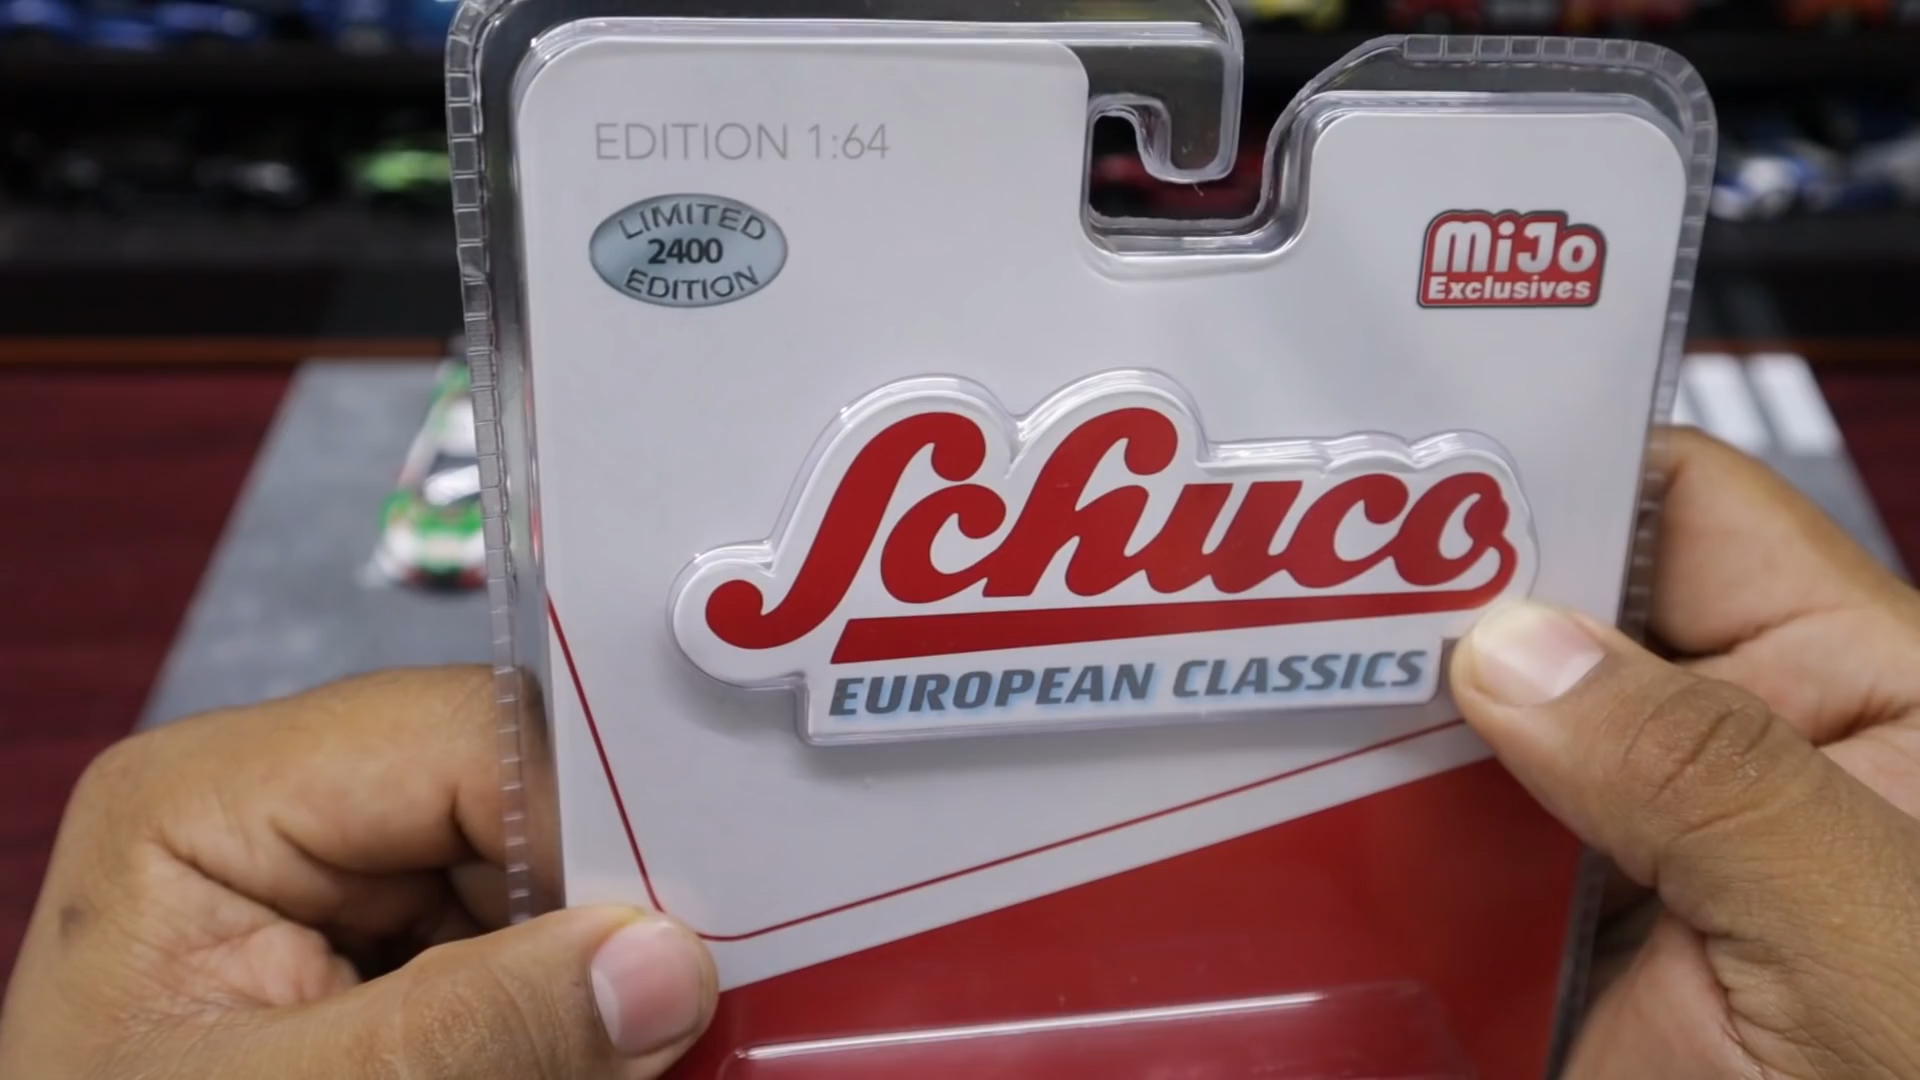 EDITION 1:64
LIMITED
2400
EDITION
MiJo
Exclusives
Schuco
EUROPEAN CLASSICS